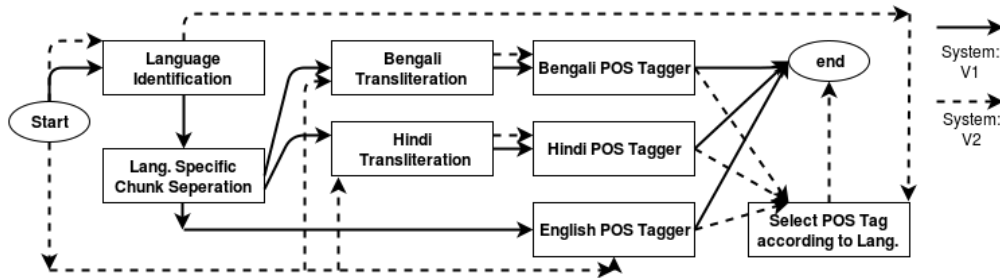 Start
Language
Identification
Lang. Specific
Chunk Seperation
Bengali
Transliteration
Hindi
Transliteration
Bengali POS Tagger
Hindi POS Tagger
English POS Tagger
end
Select POS Tag
according to Lang.
System:
V1
System:
V2